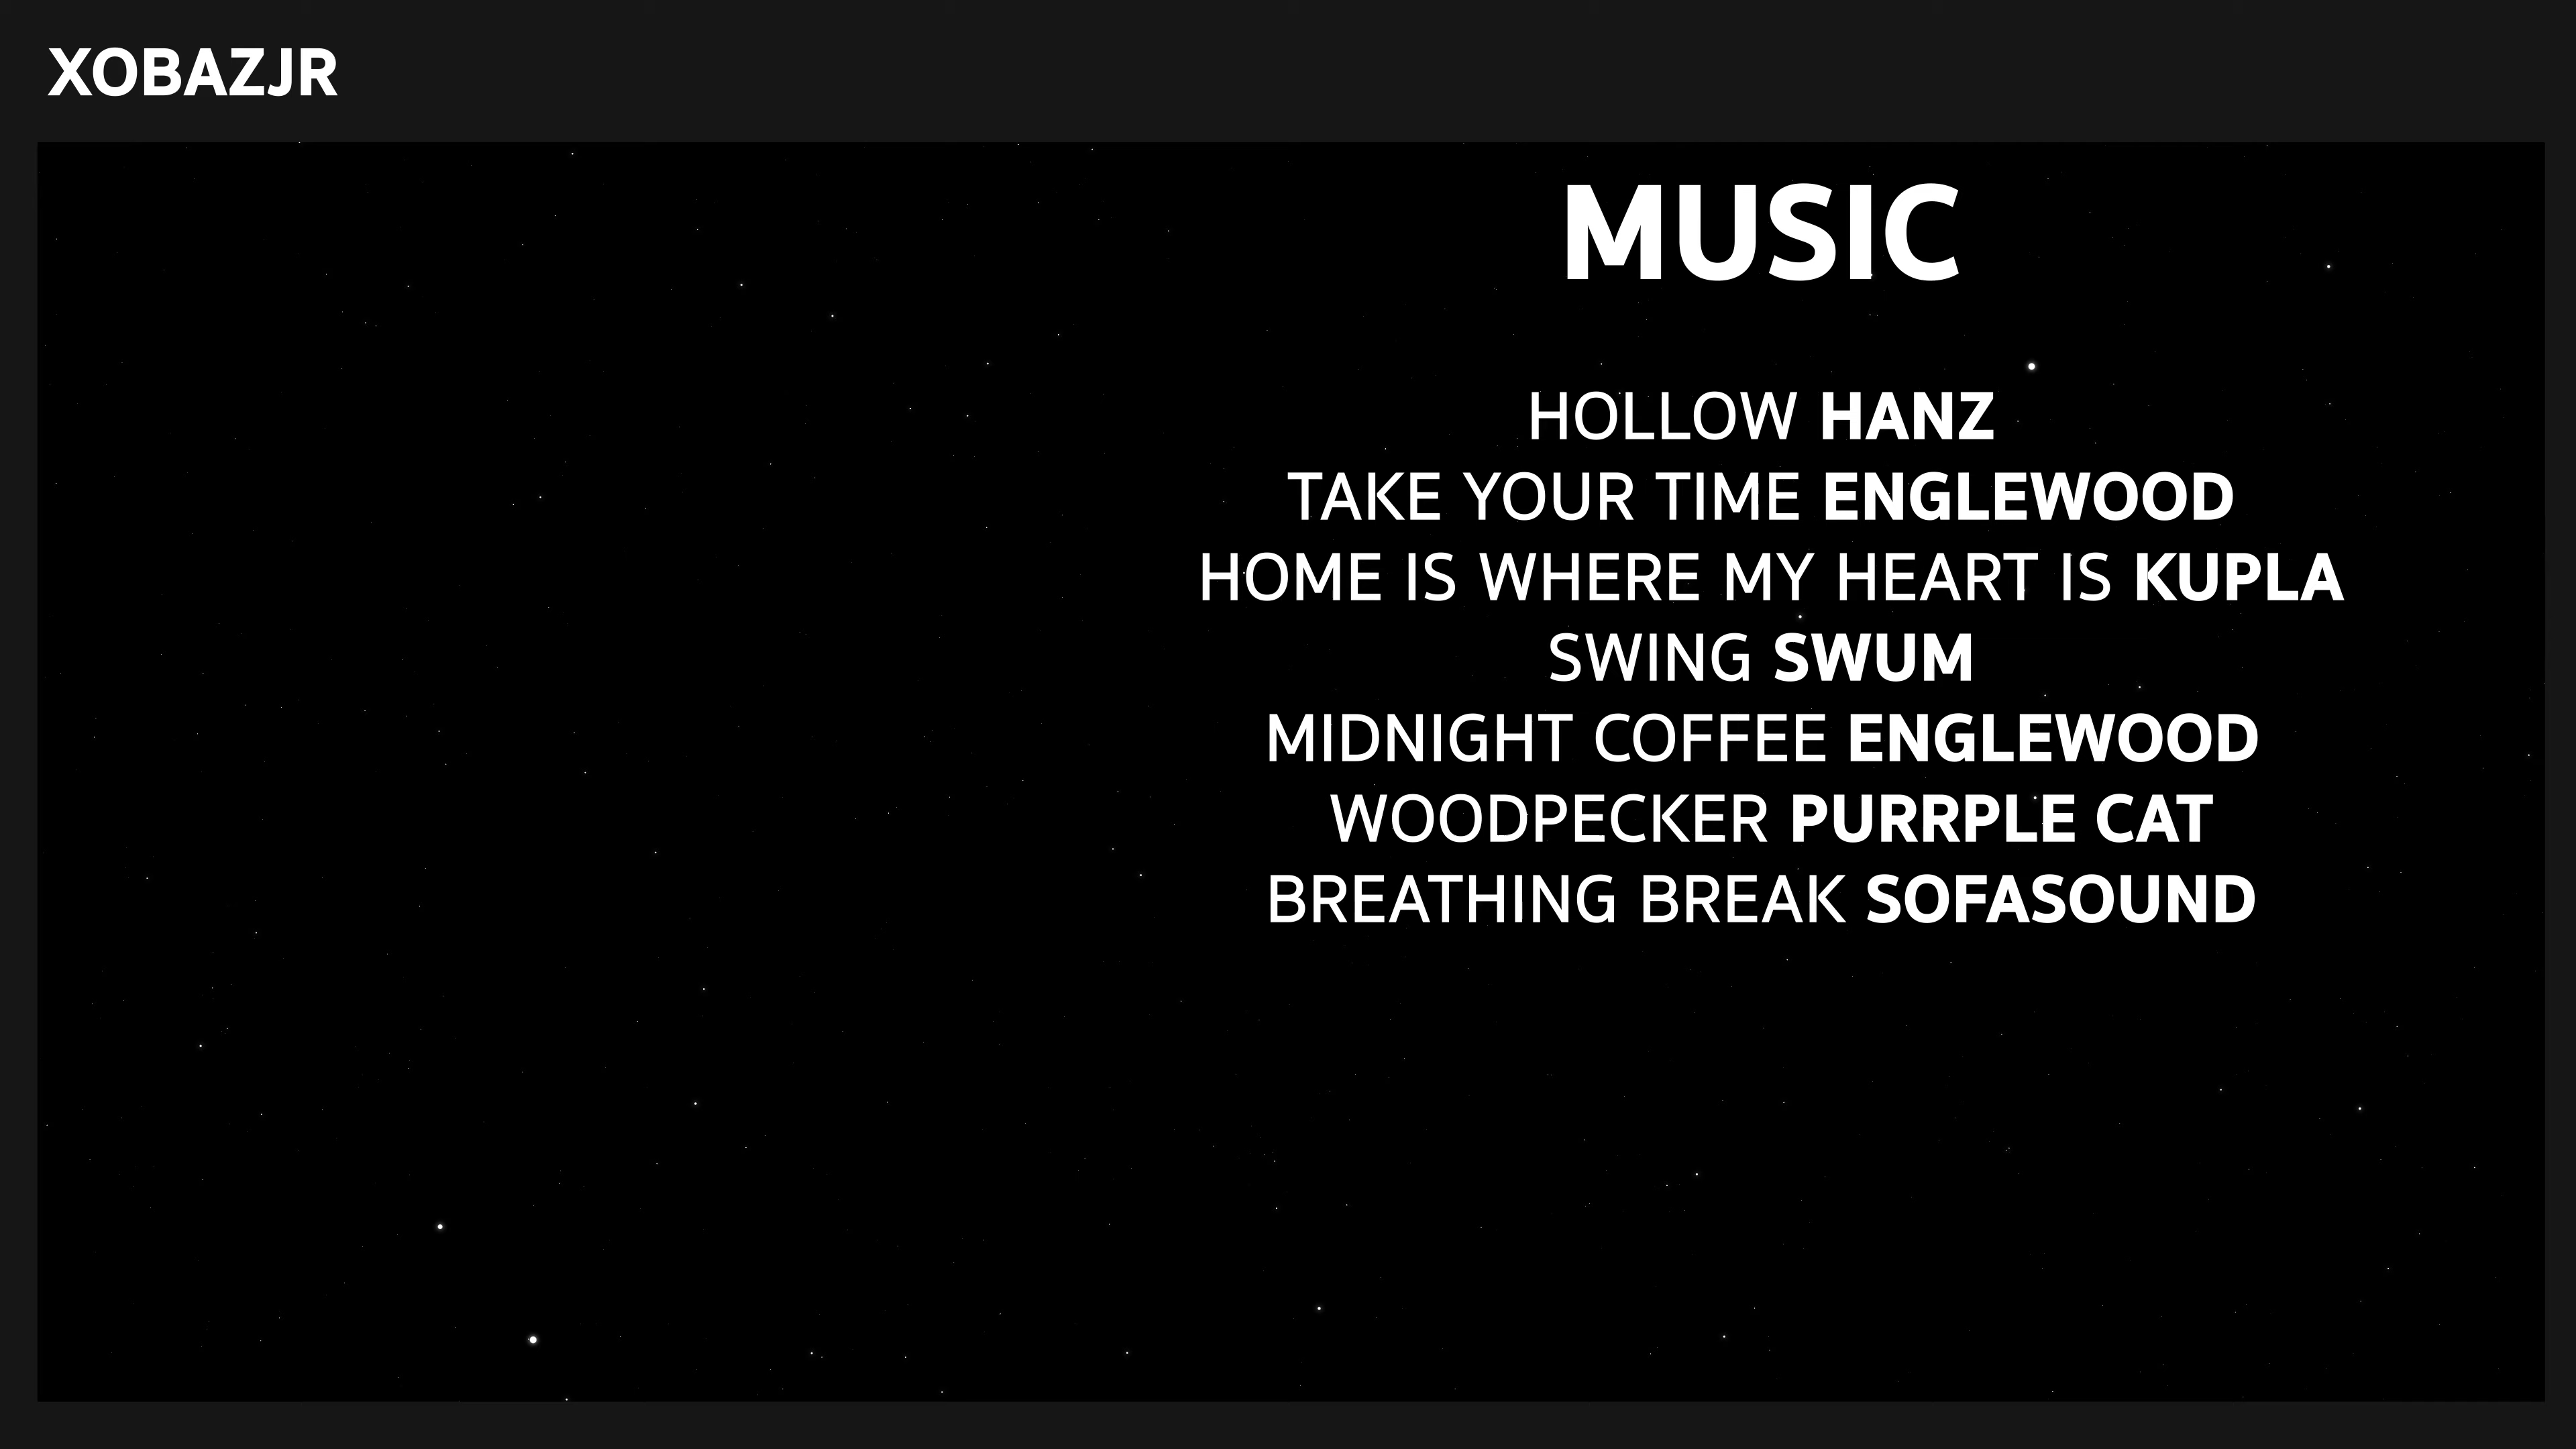 XOBAZJR
MUSIC
HOLLOW HANZ
TAKE YOUR TIME ENGLEWOOD
HOME IS WHERE MY HEART IS KUPLA
SWING SWUM
MIDNIGHT COFFEE ENGLEWOOD
WOODPECKER PURRPLE CAT
BREATHING BREAK SOFASOUND